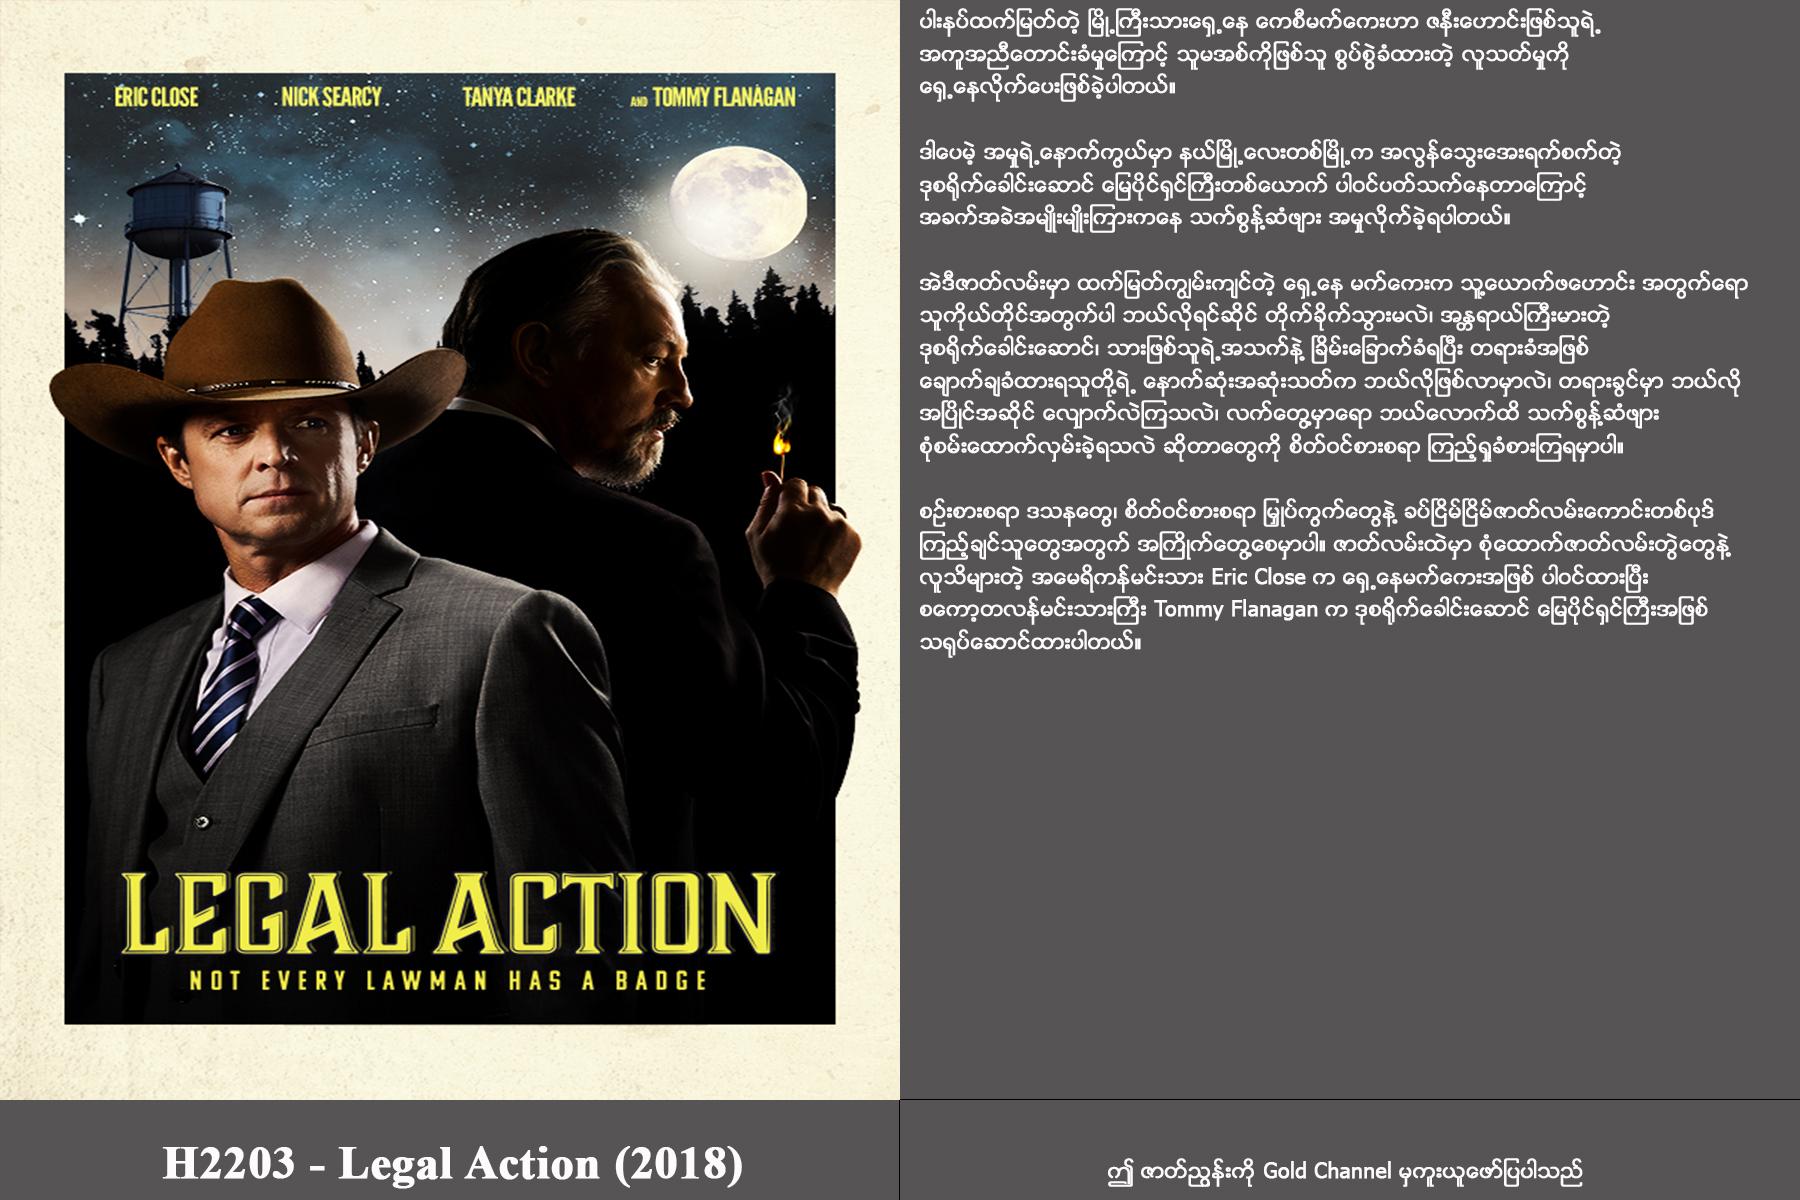 ERIC CLOSE NICK SEARCY TANYA CLARKE AND TOMMY FLANAGAN
LEGAL ACTION
NOT EVERY LAWMAN HAS A BADGE
H2203 - Legal Action (2018)
ပါးနပ်ထက်မြတ်တဲ့ မြို့ကြီးသားရှေ့နေ ကေစီမက်ကေးဟာ ဇနီးဟောင်းဖြစ်သူရဲ့
အကူအညီတောင်းခံမှုကြောင့် သူမအစ်ကိုဖြစ်သူ စွပ်စွဲခံထားတဲ့ လူသတ်မှုကို
ရှေ့နေလိုက်ပေးဖြစ်ခဲ့ပါတယ်။
ဒါပေမဲ့ အမှုရဲ့နောက်ကွယ်မှာ နယ်မြို့လေးတစ်မြို့က အလွန်သွေးအေးရက်စက်တဲ့
ဒုစရိုက်ခေါင်းဆောင် မြေပိုင်ရှင်ကြီးတစ်ယောက် ပါဝင်ပတ်သက်နေတာကြောင့်
အခက်အခဲအမျိုးမျိုးကြားကနေ သက်စွန့်ဆံဖျား အမှုလိုက်ခဲ့ရပါတယ်။
အဲဒီဇာတ်လမ်းမှာ ထက်မြတ်ကျွမ်းကျင်တဲ့ ရှေ့နေ မက်ကေးက သူ့ယောက်ဖဟောင်း အတွက်ရော
သူကိုယ်တိုင်အတွက်ပါ ဘယ်လိုရင်ဆိုင် တိုက်ခိုက်သွားမလဲ၊ အန္တရာယ်ကြီးမားတဲ့
ဒုစရိုက်ခေါင်းဆောင်၊ သားဖြစ်သူရဲ့အသက်နဲ့ ခြိမ်းခြောက်ခံရပြီး တရားခံအဖြစ်
ချောက်ချခံထားရသူတို့ရဲ့ နောက်ဆုံးအဆုံးသတ်က ဘယ်လိုဖြစ်လာမှာလဲ၊ တရားခွင်မှာ ဘယ်လို
အပြိုင်အဆိုင် လျှောက်လဲကြသလဲ၊ လက်တွေ့မှာရော ဘယ်လောက်ထိ သက်စွန့်ဆံဖျား
စုံစမ်းထောက်လှမ်းခဲ့ရသလဲ ဆိုတာတွေကို စိတ်ဝင်စားစရာ ကြည့်ရှုခံစားကြရမှာပါ။
စဉ်းစားစရာ ဒသနတွေ၊ စိတ်ဝင်စားစရာ မြှုပ်ကွက်တွေနဲ့ ခပ်ငြိမ်ငြိမ်ဇာတ်လမ်းကောင်းတစ်ပုဒ်
ကြည့်ချင်သူတွေအတွက် အကြိုက်တွေ့စေမှာပါ။ ဇာတ်လမ်းထဲမှာ စုံထောက်ဇာတ်လမ်းတွဲတွေနဲ့
လူသိများတဲ့ အမေရိကန်မင်းသား Eric Close က ရှေ့နေမက်ကေးအဖြစ် ပါဝင်ထားပြီး
စကော့တလန်မင်းသားကြီး Tommy Flanagan က ဒုစရိုက်ခေါင်းဆောင် မြေပိုင်ရှင်ကြီးအဖြစ်
သရုပ်ဆောင်ထားပါတယ်။
ဤ ဇာတ်ညွှန်းကို Gold Channel မှကူးယူဖော်ပြပါသည်